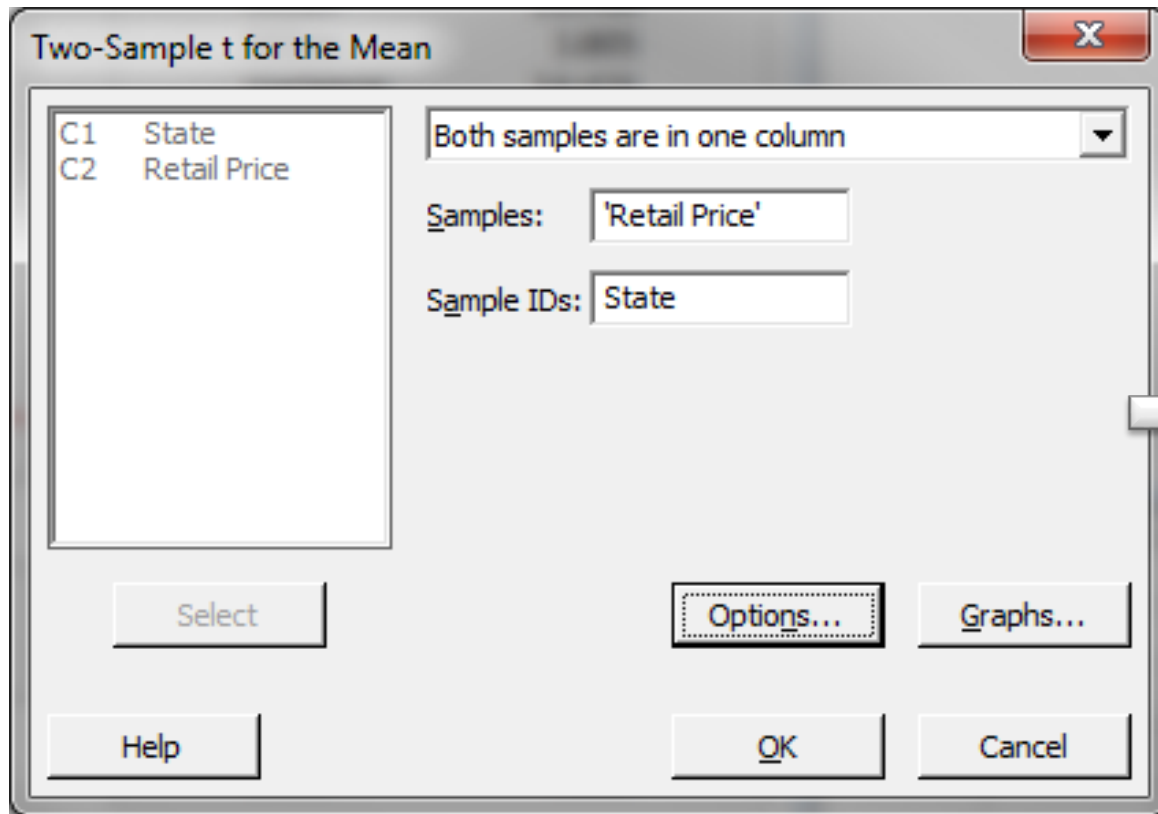 Two-Sample t for the Mean
C1 State
C2 Retail Price
Both samples are in one column
Samples: 'Retail Price'
Sample IDs: State
Select
Options...
Graphs...
Help
OK
Cancel